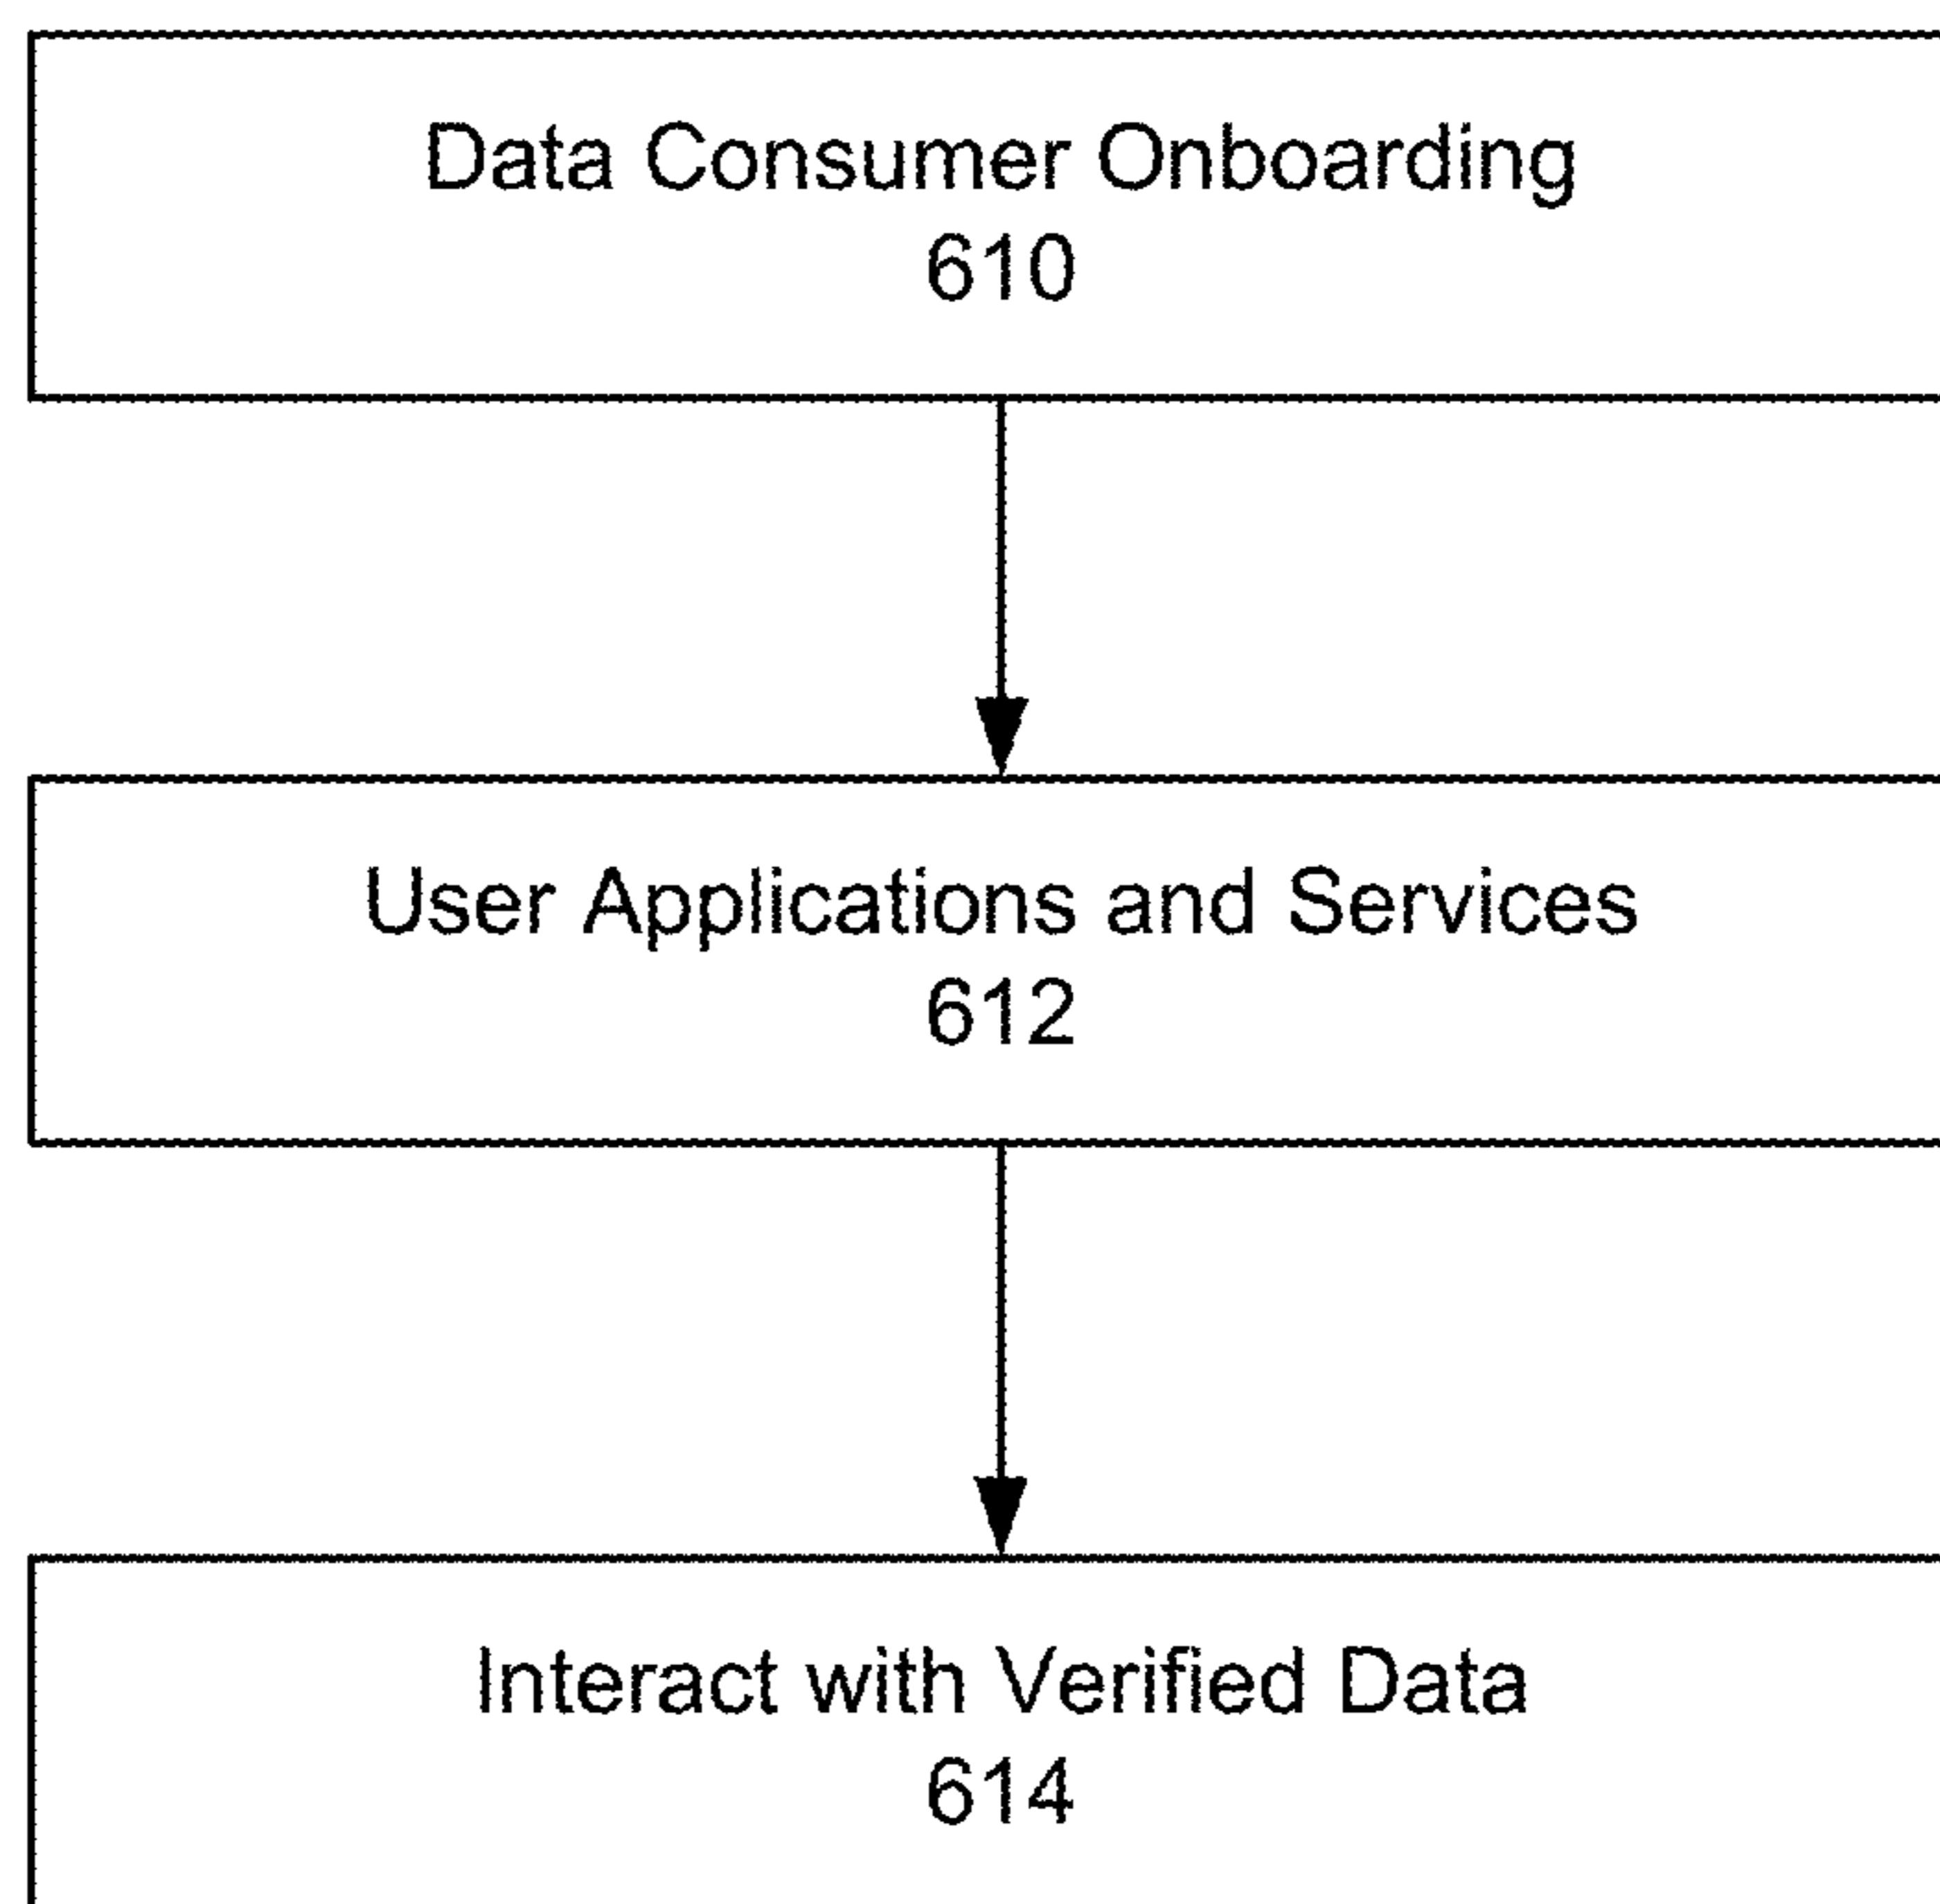 Data Consumer Onboarding
610
User Applications and Services
612
Interact with Verified Data
614